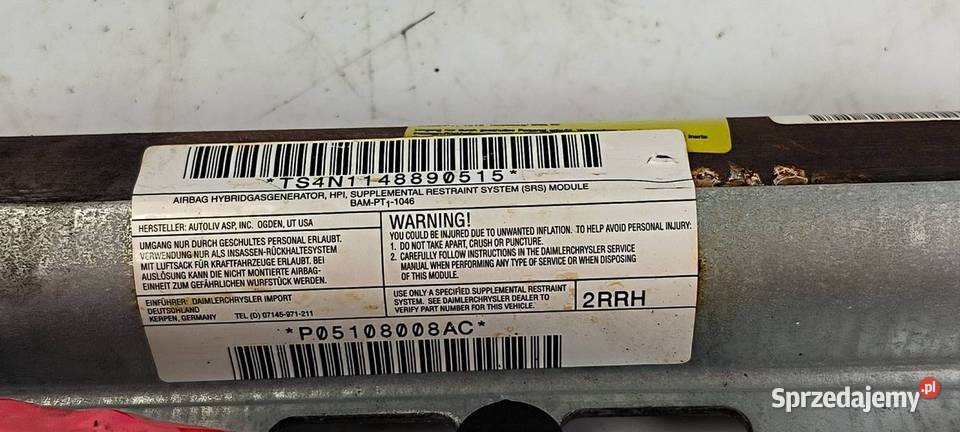 *TS4N1148890515*
AIRBAG HYBRIDGASGENERATOR, HPI, SUPPLEMENTAL RESTRAINT SYSTEM (SRS) MODULE
BAM-PT1-1046
HERSTELLER: AUTOLIV ASP, INC. OGDEN, UT USA
UMGANG NUR DURCH GESCHULTES PERSONAL ERLAUBT.
VERWENDUNG NUR ALS INSASSEN-RÜCKHALTESYSTEM
MIT LUFTSACK FÜR KRAFTFAHRZEUGE ERLAUBT. BEI
AUSLÖSUNG KANN DIE NICHT MONTIERTE AIRBAG-
EINHEIT ZUM GEFÄHRLICHEN WURFSTÜCK WERDEN.
WARNING!
YOU COULD BE INJURED DUE TO UNWANTED INFLATION. TO HELP AVOID PERSONAL INJURY:
1. DO NOT TAKE APART, CRUSH OR PUNCTURE.
2. CAREFULLY FOLLOW INSTRUCTIONS IN THE DAIMLERCHRYSLER SERVICE
MANUAL WHEN PERFORMING ANY TYPE OF SERVICE OR WHEN DISPOSING
OF THIS MODULE.
EINFÜHRER: DAIMLERCHRYSLER IMPORT
DEUTSCHLAND
KERPEN, GERMANY TEL (D) 07145-971-211
USE ONLY A SPECIFIED SUPPLEMENTAL RESTRAINT
SYSTEM. SEE DAIMLERCHRYSLER DEALER TO
VERIFY PART NUMBER FOR THIS VEHICLE.
2RRH
*P05108008AC*
Sprzedajemy.pl